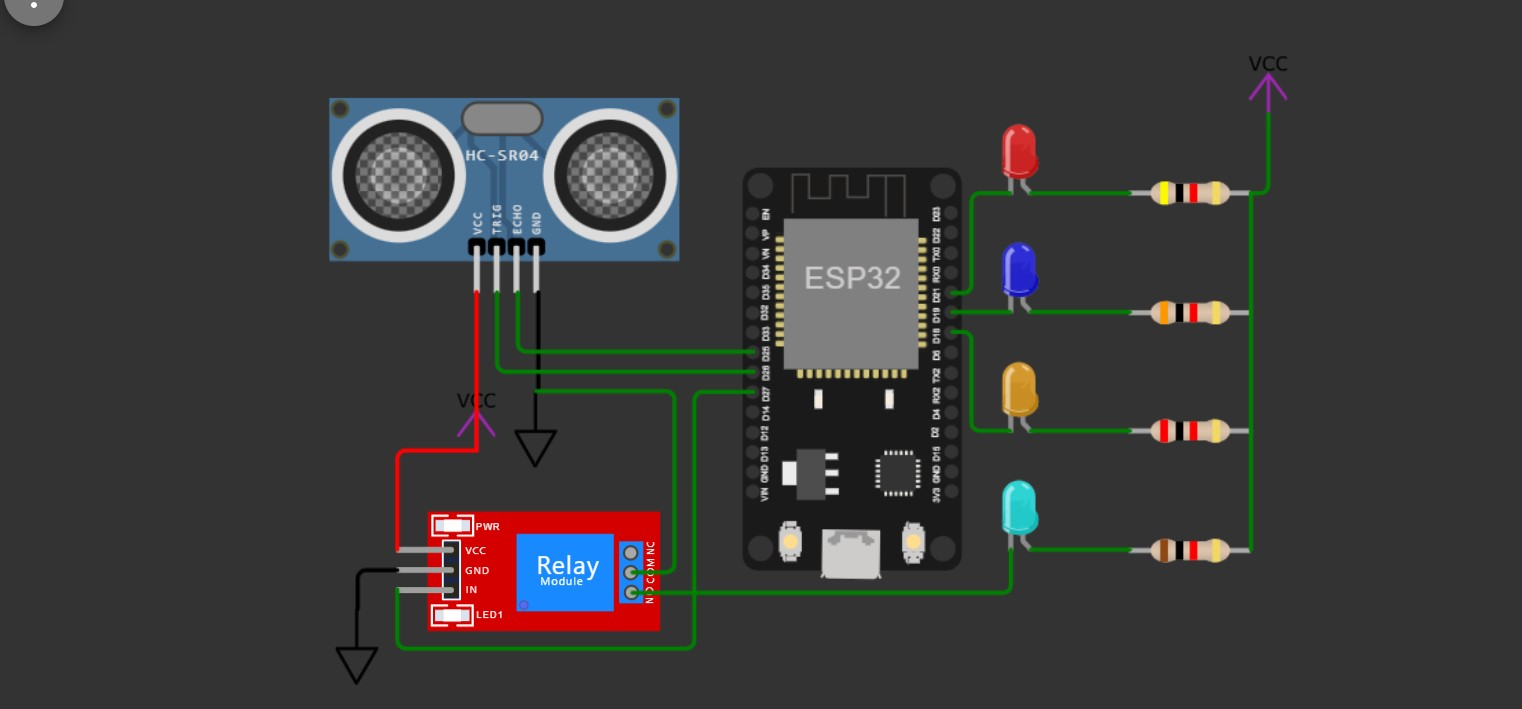 VCC
HC-SR04
VCC
TRIG
ECHO
GND
EN
VP
VN
D34
D35
D32
D33
D25
D26
D27
D14
D12
D13
GND
VIN
ESP32
D23
D22
TX0
RX0
D21
D19
D18
D5
TX2
RX2
D4
D2
D15
GND
3V3
VCC
PWR
VCC
GND
IN
LED1
Relay
Module
NC
COM
NO